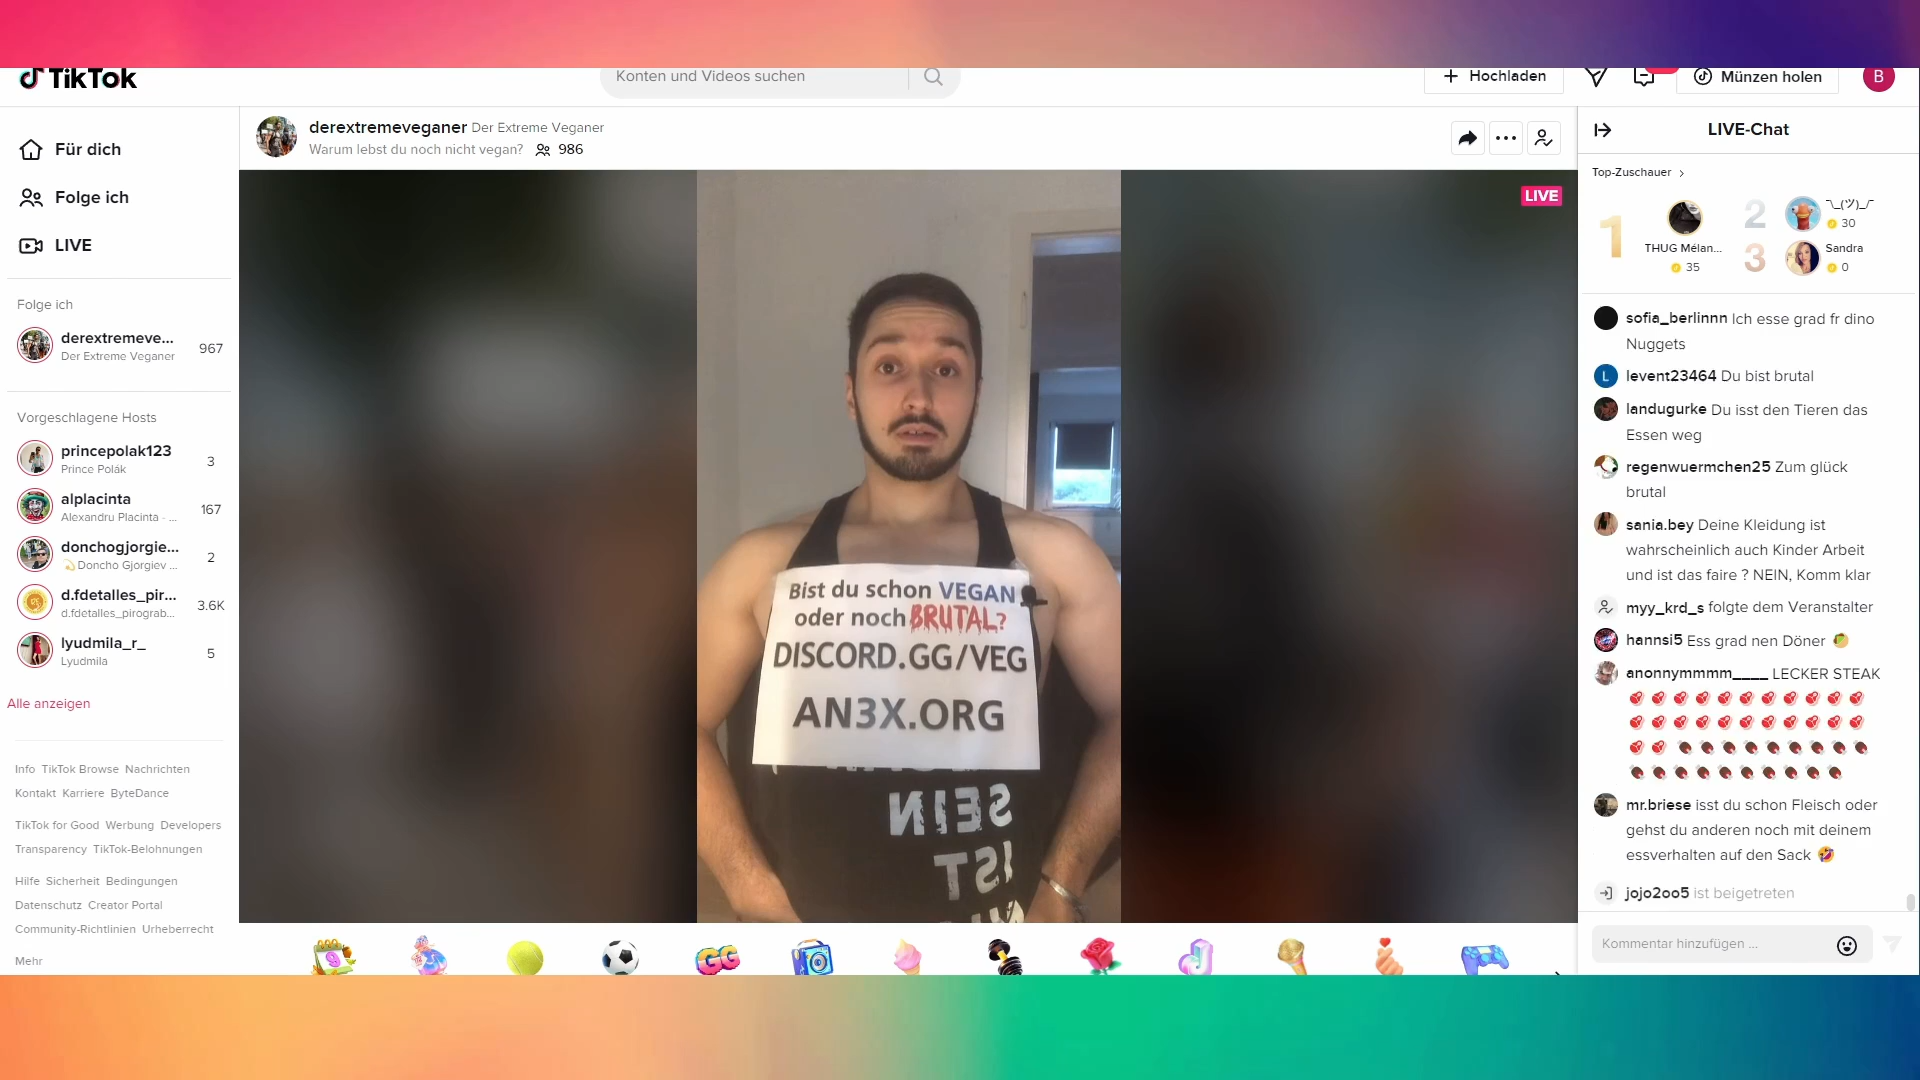 TikTok
Konten und Videos suchen
Hochladen
Münzen holen
B
Für dich
Folge ich
LIVE
Folge ich
derextremeve...
Der Extreme Veganer
967
Vorgeschlagene Hosts
princepolak123
Prince Polák
3
alplacinta
Alexandru Placinta - ...
167
donchogjorgie...
Doncho Gjorgiev ...
2
d.fdetalles_pir...
d.fdetalles_pirograb...
3.6K
lyudmila_r_
Lyudmila
5
Alle anzeigen
Info TikTok Browse Nachrichten
Kontakt Karriere ByteDance
TikTok for Good Werbung Developers
Transparency TikTok-Belohnungen
Hilfe Sicherheit Bedingungen
Datenschutz Creator Portal
Community-Richtlinien Urheberrecht
Mehr
derextremeveganer Der Extreme Veganer
Warum lebst du noch nicht vegan? 986
LIVE
Bist du schon VEGAN
oder noch BRUTAL?
DISCORD.GG/VEG
AN3X.ORG
SEIN
IST
GG
LIVE-Chat
Top-Zuschauer
1
THUG Mélan...
35
2
¯\_(ツ)_/¯
30
3
Sandra
0
sofia_berlinnn Ich esse grad fr dino
Nuggets
L
levent23464 Du bist brutal
landugurke Du isst den Tieren das
Essen weg
regenwuermchen25 Zum glück
brutal
sania.bey Deine Kleidung ist
wahrscheinlich auch Kinder Arbeit
und ist das faire ? NEIN, Komm klar
myy_krd_s folgte dem Veranstalter
hannsi5 Ess grad nen Döner 🥙
anonnymmmm____ LECKER STEAK
🥩🥩🥩🥩🥩🥩🥩🥩🥩🥩🥩
🥩🥩🥩🥩🥩🥩🥩🥩🥩🥩🥩
🥩🥩🍖🍖🍖🍖🍖🍖🍖🍖🍖
🍖🍖🍖🍖🍖🍖🍖🍖🍖🍖
mr.briese isst du schon Fleisch oder
gehst du anderen noch mit deinem
essverhalten auf den Sack 🤣
jojo2oo5 ist beigetreten
Kommentar hinzufügen ...